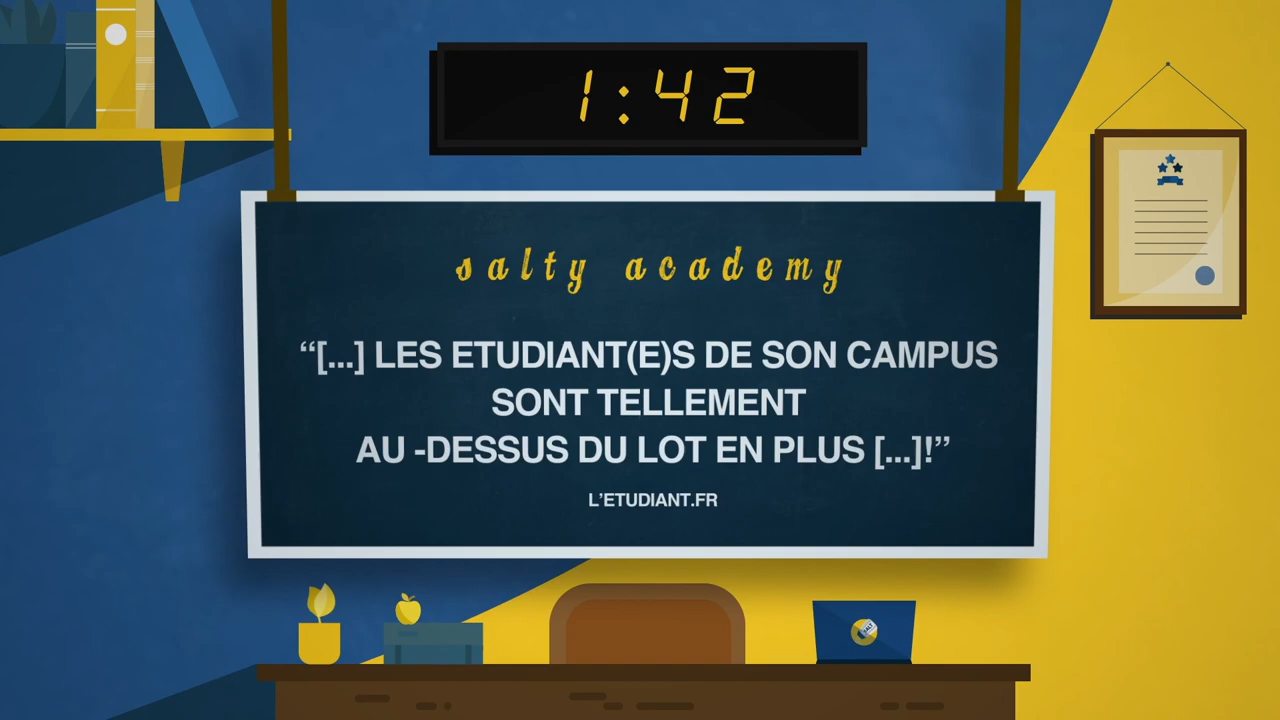 1:42
salty academy
“[...] LES ETUDIANT(E)S DE SON CAMPUS
SONT TELLEMENT
AU -DESSUS DU LOT EN PLUS [...]!”
L’ETUDIANT.FR